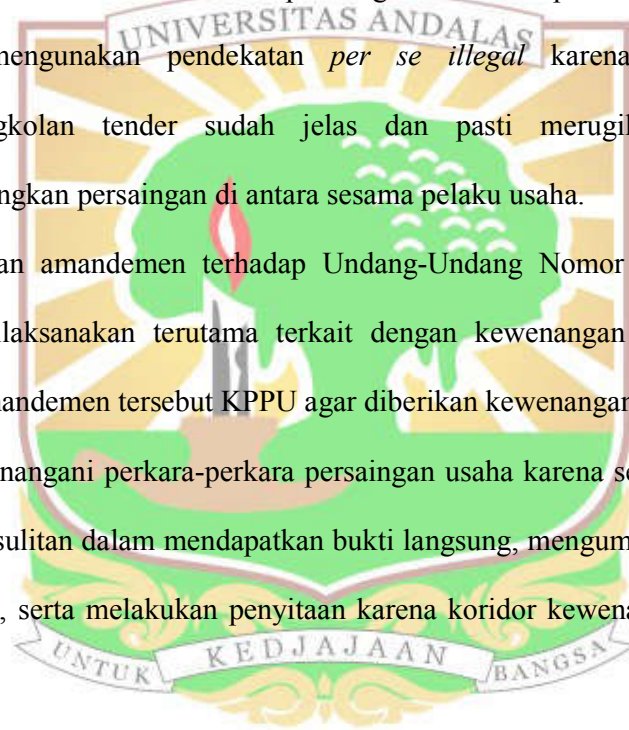 UNIVERSITAS ANDALAS
mengunakan pendekatan per se illegal karena
gkolan tender sudah jelas dan pasti merugil
ngkan persaingan di antara sesama pelaku usaha.
an amandemen terhadap Undang-Undang Nomor
ilaksanakan terutama terkait dengan kewenangan
mandemen tersebut KPPU agar diberikan kewenangan
nangani perkara-perkara persaingan usaha karena se
sulitan dalam mendapatkan bukti langsung, mengum
, serta melakukan penyitaan karena koridor kewena
UNTUK KEDJAJAAN BANGSA